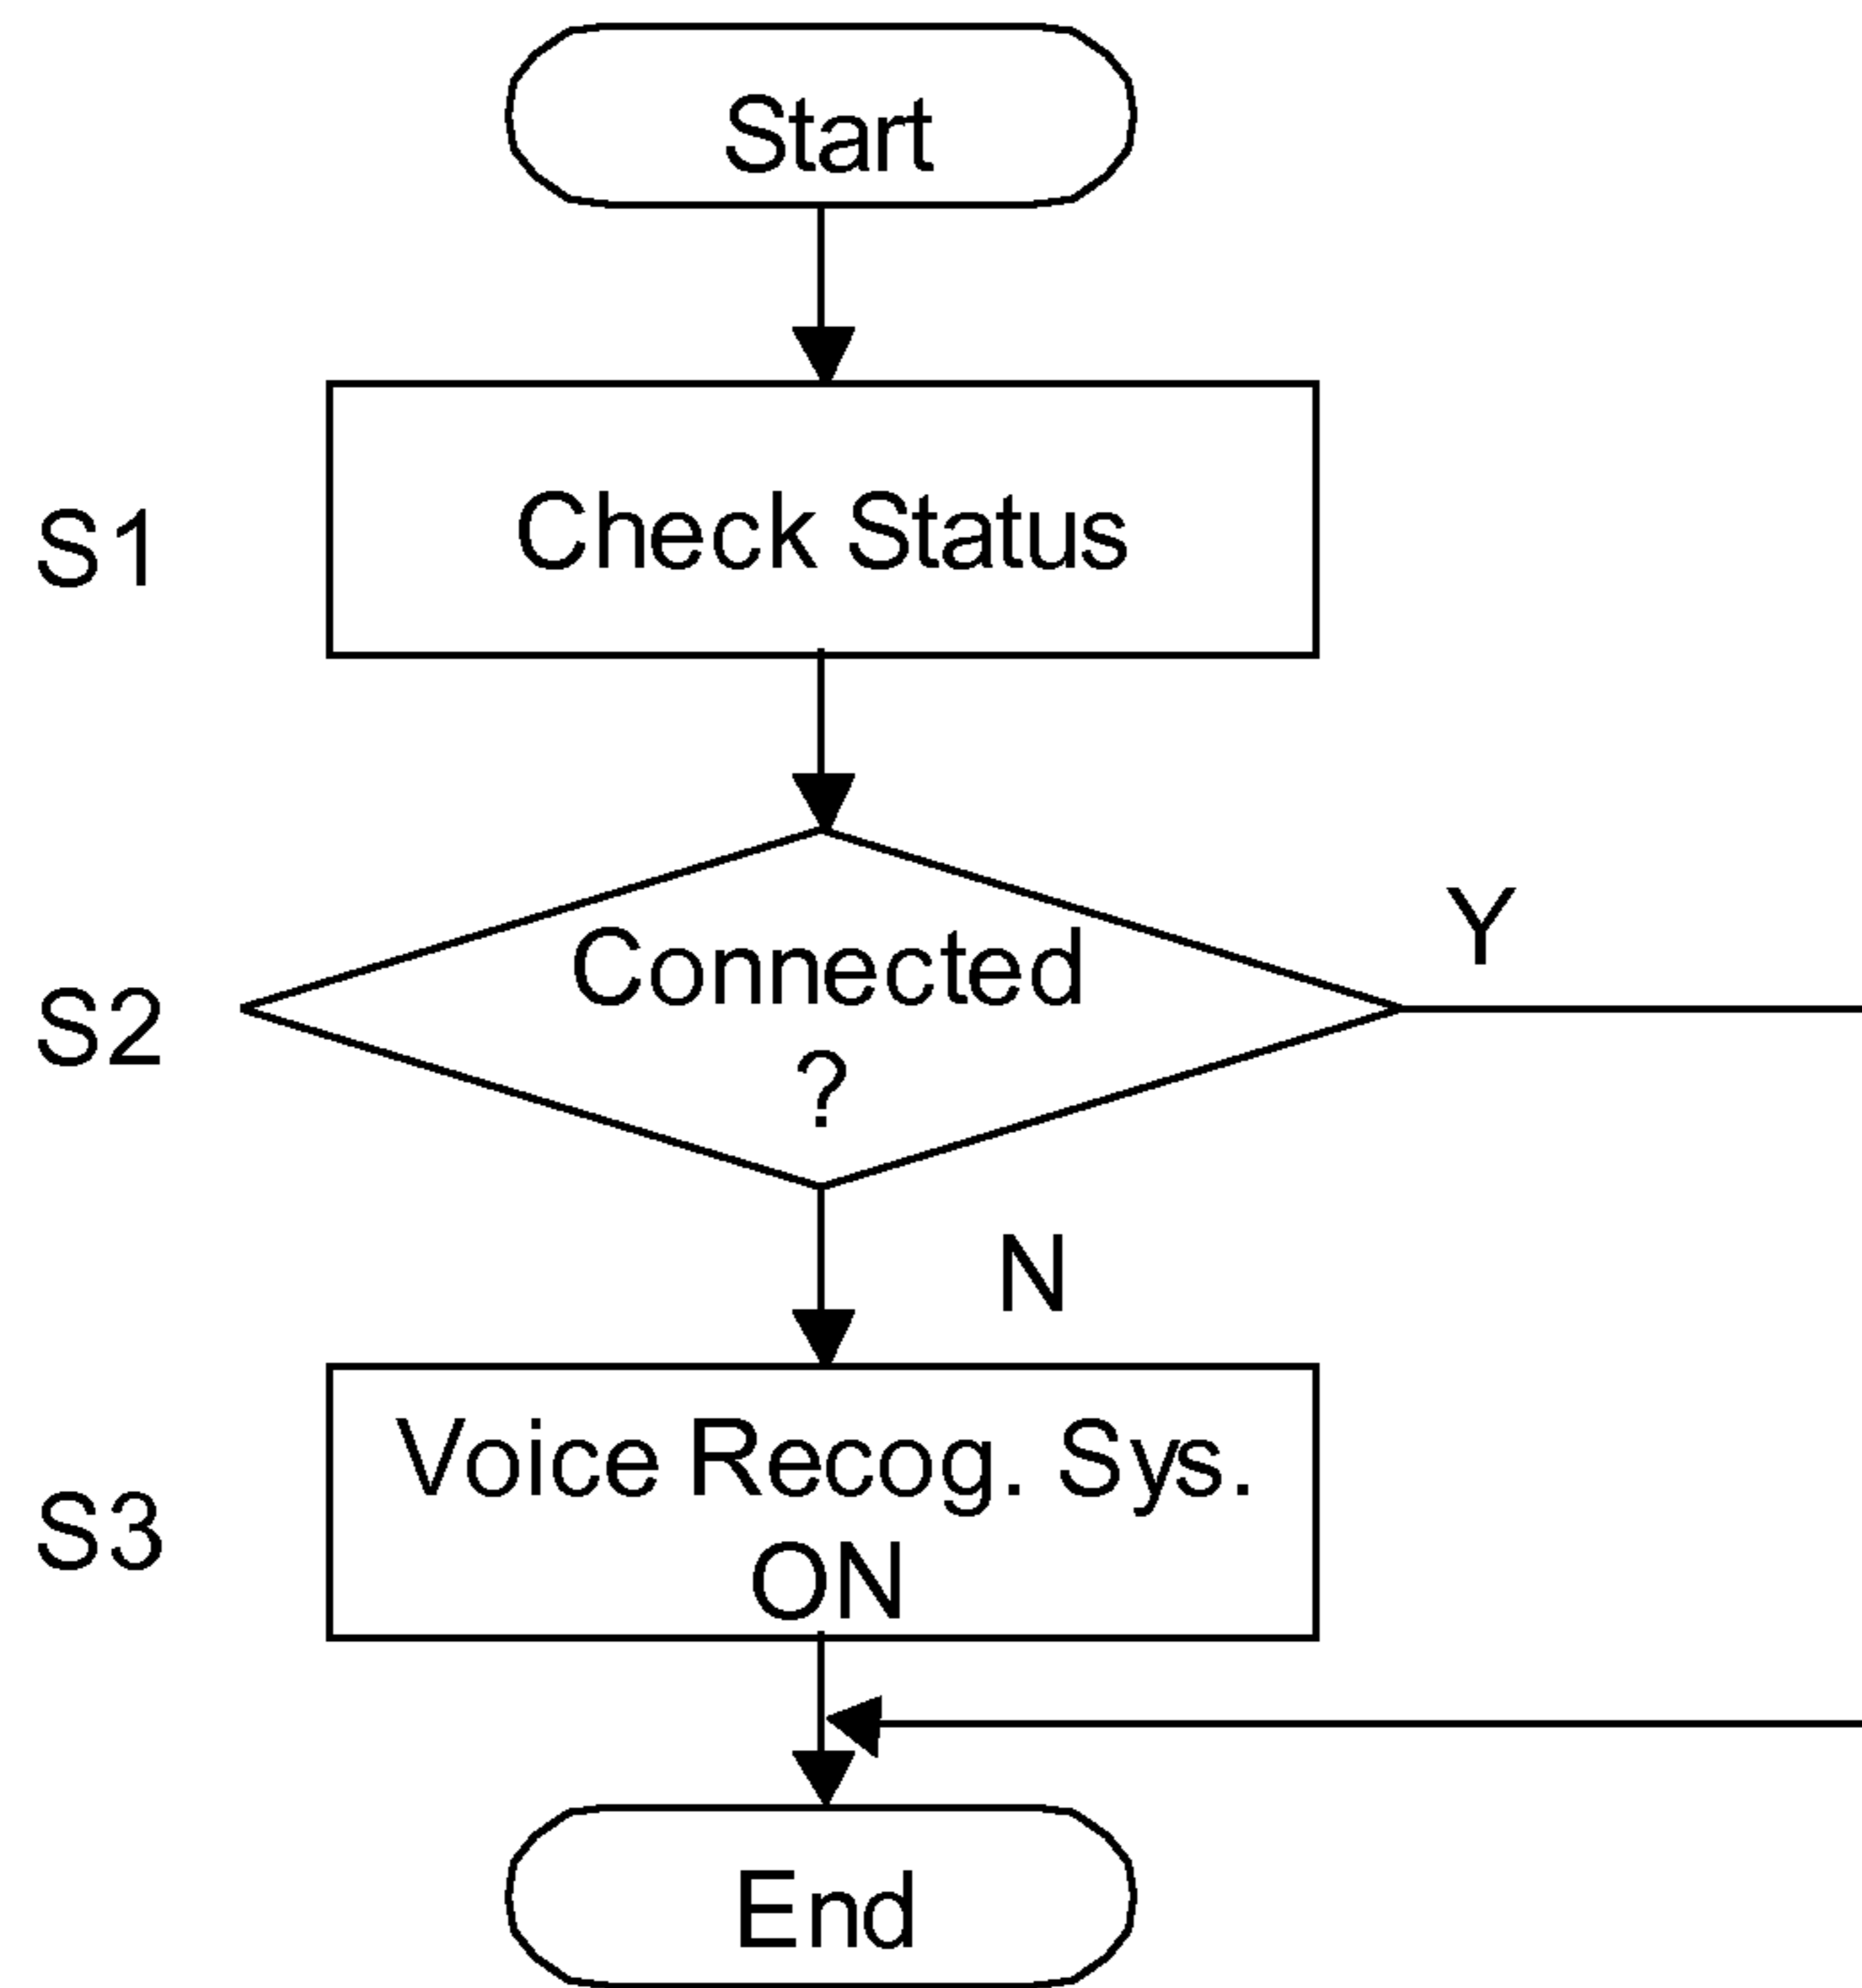 Start
S1
Check Status
S2
Connected
?
Y
N
S3
Voice Recog. Sys.
ON
End